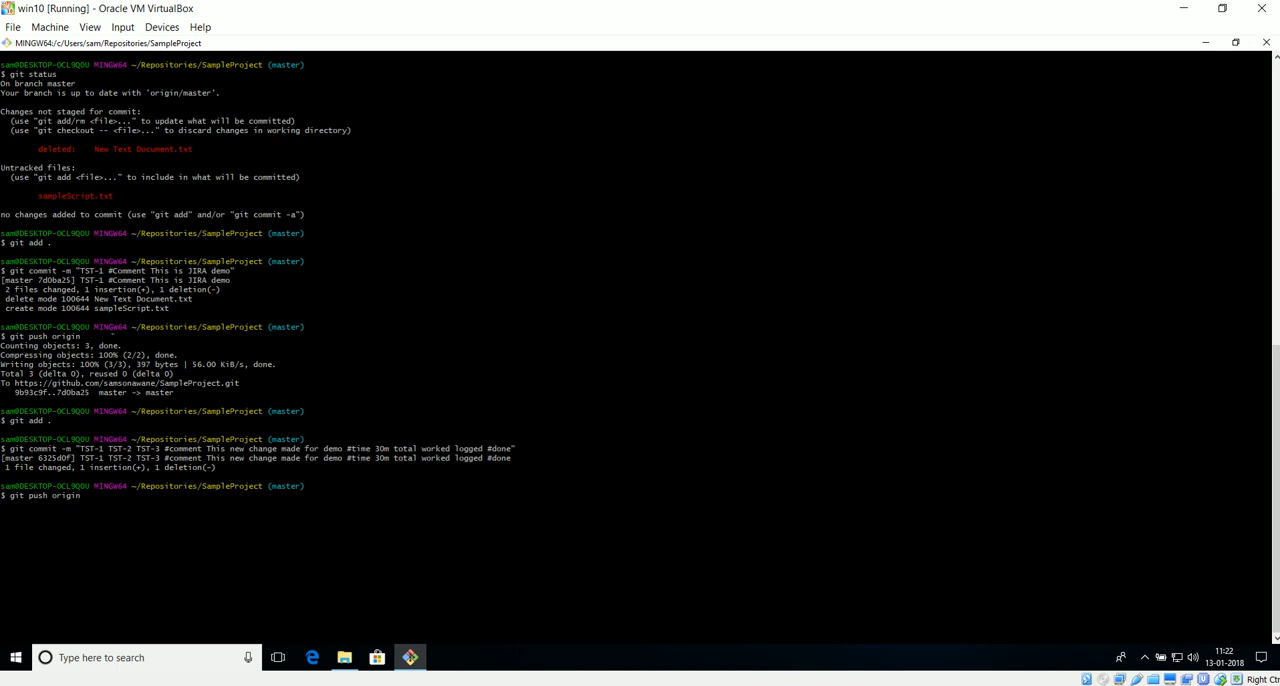 win10 [Running] - Oracle VM VirtualBox
File Machine View Input Devices Help
MINGW64:/c/Users/sam/Repositories/SampleProject
sam@DESKTOP-OCL9QOU MINGW64 ~/Repositories/SampleProject (master)
$ git status
On branch master
Your branch is up to date with 'origin/master'.
Changes not staged for commit:
(use "git add/rm <file>..." to update what will be committed)
(use "git checkout -- <file>..." to discard changes in working directory)
deleted: New Text Document.txt
Untracked files:
(use "git add <file>..." to include in what will be committed)
sampleScript.txt
no changes added to commit (use "git add" and/or "git commit -a")
sam@DESKTOP-OCL9QOU MINGW64 ~/Repositories/SampleProject (master)
$ git add .
sam@DESKTOP-OCL9QOU MINGW64 ~/Repositories/SampleProject (master)
$ git commit -m "TST-1 #Comment This is JIRA demo"
[master 7d0ba25] TST-1 #Comment This is JIRA demo
2 files changed, 1 insertion(+), 1 deletion(-)
delete mode 100644 New Text Document.txt
create mode 100644 sampleScript.txt
sam@DESKTOP-OCL9QOU MINGW64 ~/Repositories/SampleProject (master)
$ git push origin
Counting objects: 3, done.
Compressing objects: 100% (2/2), done.
Writing objects: 100% (3/3), 397 bytes | 56.00 KiB/s, done.
Total 3 (delta 0), reused 0 (delta 0)
To https://github.com/samsonawane/SampleProject.git
9b93c9f..7d0ba25 master -> master
sam@DESKTOP-OCL9QOU MINGW64 ~/Repositories/SampleProject (master)
$ git add .
sam@DESKTOP-OCL9QOU MINGW64 ~/Repositories/SampleProject (master)
$ git commit -m "TST-1 TST-2 TST-3 #comment This new change made for demo #time 30m total worked logged #done"
[master 6325d0f] TST-1 TST-2 TST-3 #comment This new change made for demo #time 30m total worked logged #done
1 file changed, 1 insertion(+), 1 deletion(-)
sam@DESKTOP-OCL9QOU MINGW64 ~/Repositories/SampleProject (master)
$ git push origin
Type here to search
11:22
13-01-2018
Right Ctr